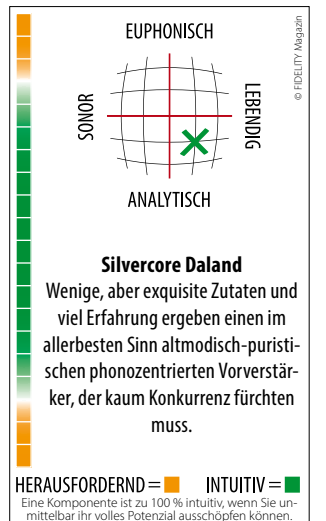 EUPHONISCH
© FIDELITY Magazin
SONOR
LEBENDIG
ANALYTISCH
Silvercore Daland
Wenige, aber exquisite Zutaten und
viel Erfahrung ergeben einen im
allerbesten Sinn altmodisch-puristi-
schen phonozentrierten Vorverstär-
ker, der kaum Konkurrenz fürchten
muss.
HERAUSFORDERND = INTUITIV =
Eine Komponente ist zu 100 % intuitiv, wenn Sie un-
mittelbar ihr volles Potenzial ausschöpfen können.